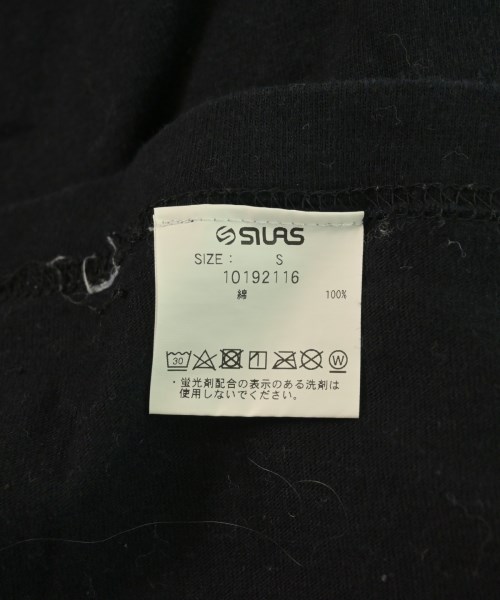 SILAS
SIZE: S
10192116
綿 100%
30 W
・蛍光剤配合の表示のある洗剤は
使用しないでください。